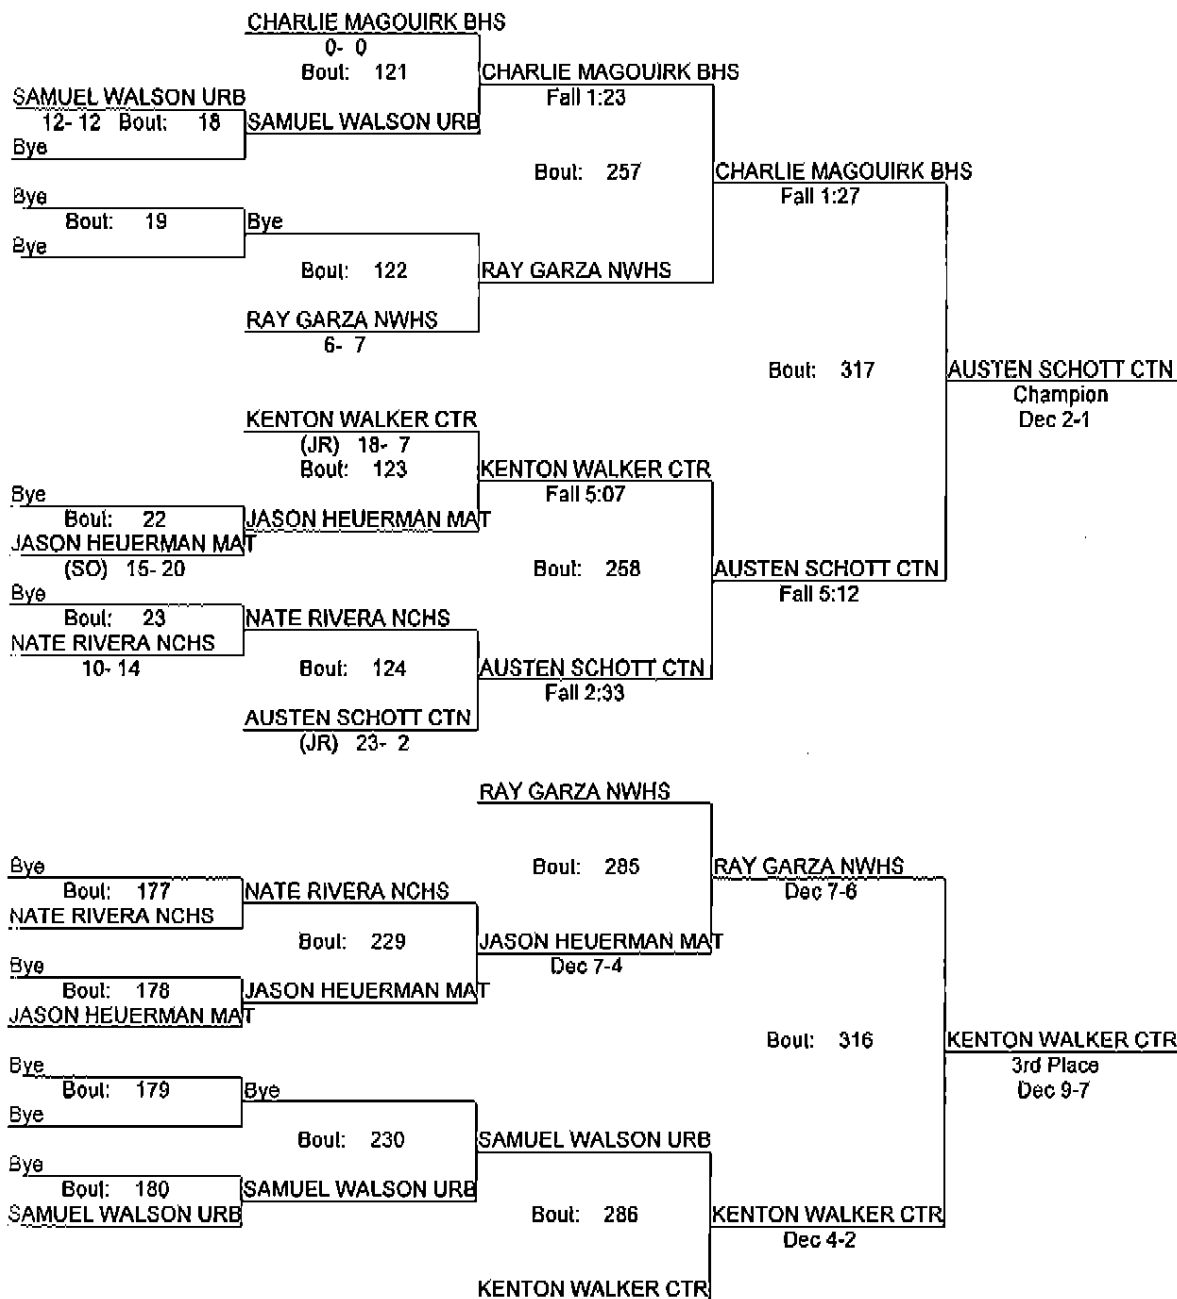 CHARLIE MAGOUIRK BHS
0- 0
Bout: 121
CHARLIE MAGOUIRK BHS
Fall 1:23
SAMUEL WALSON URB
12- 12 Bout: 18
SAMUEL WALSON URB
Bye
Bout: 257
CHARLIE MAGOUIRK BHS
Fall 1:27
Bye
Bout: 19
Bye
Bye
Bout: 122
RAY GARZA NWHS
RAY GARZA NWHS
6- 7
Bout: 317
AUSTEN SCHOTT CTN
Champion
Dec 2-1
KENTON WALKER CTR
(JR) 18- 7
Bout: 123
KENTON WALKER CTR
Fall 5:07
Bye
Bout: 22
JASON HEUERMAN MAT
JASON HEUERMAN MAT
(SO) 15- 20
Bout: 258
AUSTEN SCHOTT CTN
Fall 5:12
Bye
Bout: 23
NATE RIVERA NCHS
NATE RIVERA NCHS
10- 14
Bout: 124
AUSTEN SCHOTT CTN
Fall 2:33
AUSTEN SCHOTT CTN
(JR) 23- 2
RAY GARZA NWHS
Bout: 285
RAY GARZA NWHS
Dec 7-6
Bye
Bout: 177
NATE RIVERA NCHS
NATE RIVERA NCHS
Bout: 229
JASON HEUERMAN MAT
Dec 7-4
Bye
Bout: 178
JASON HEUERMAN MAT
JASON HEUERMAN MAT
Bout: 316
KENTON WALKER CTR
3rd Place
Dec 9-7
Bye
Bout: 179
Bye
Bye
Bout: 230
SAMUEL WALSON URB
Bye
Bout: 180
SAMUEL WALSON URB
SAMUEL WALSON URB
Bout: 286
KENTON WALKER CTR
Dec 4-2
KENTON WALKER CTR